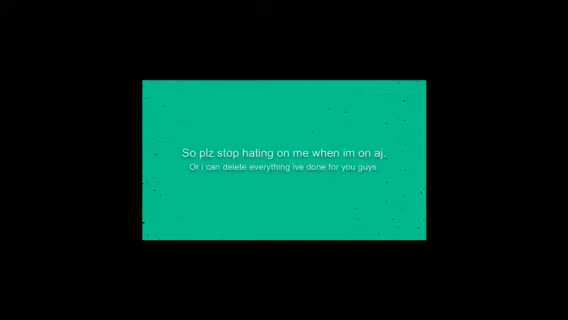 So plz stop hating on me when im on aj.
Or i can delete everything ive done for you guys